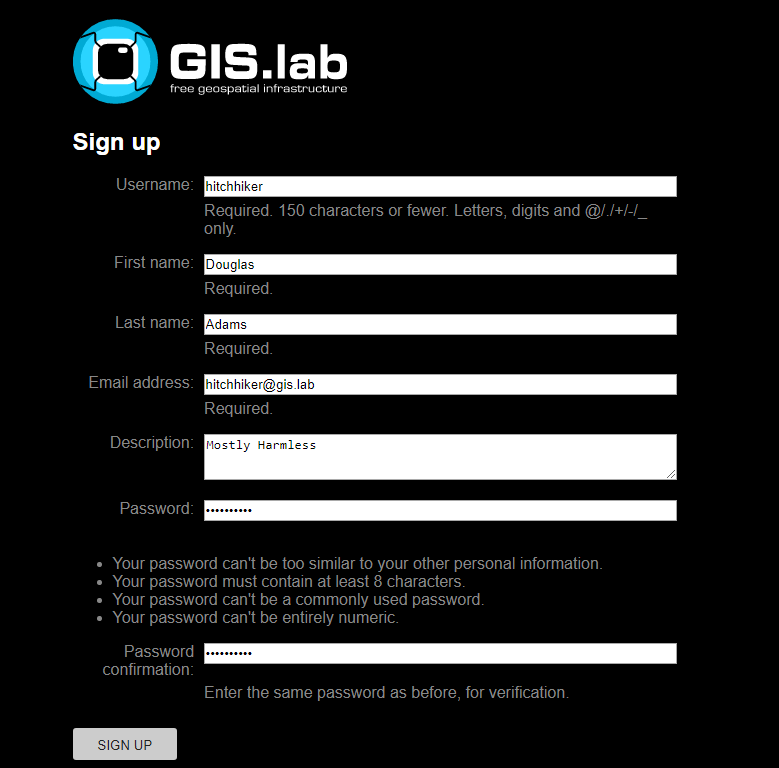 GIS.lab
free geospatial infrastructure
Sign up
Username: hitchhiker
Required. 150 characters or fewer. Letters, digits and @/./+/-/_
only.
First name: Douglas
Required.
Last name: Adams
Required.
Email address: hitchhiker@gis.lab
Required.
Description: Mostly Harmless
Password: ••••••••••
• Your password can't be too similar to your other personal information.
• Your password must contain at least 8 characters.
• Your password can't be a commonly used password.
• Your password can't be entirely numeric.
Password
confirmation: ••••••••••
Enter the same password as before, for verification.
SIGN UP